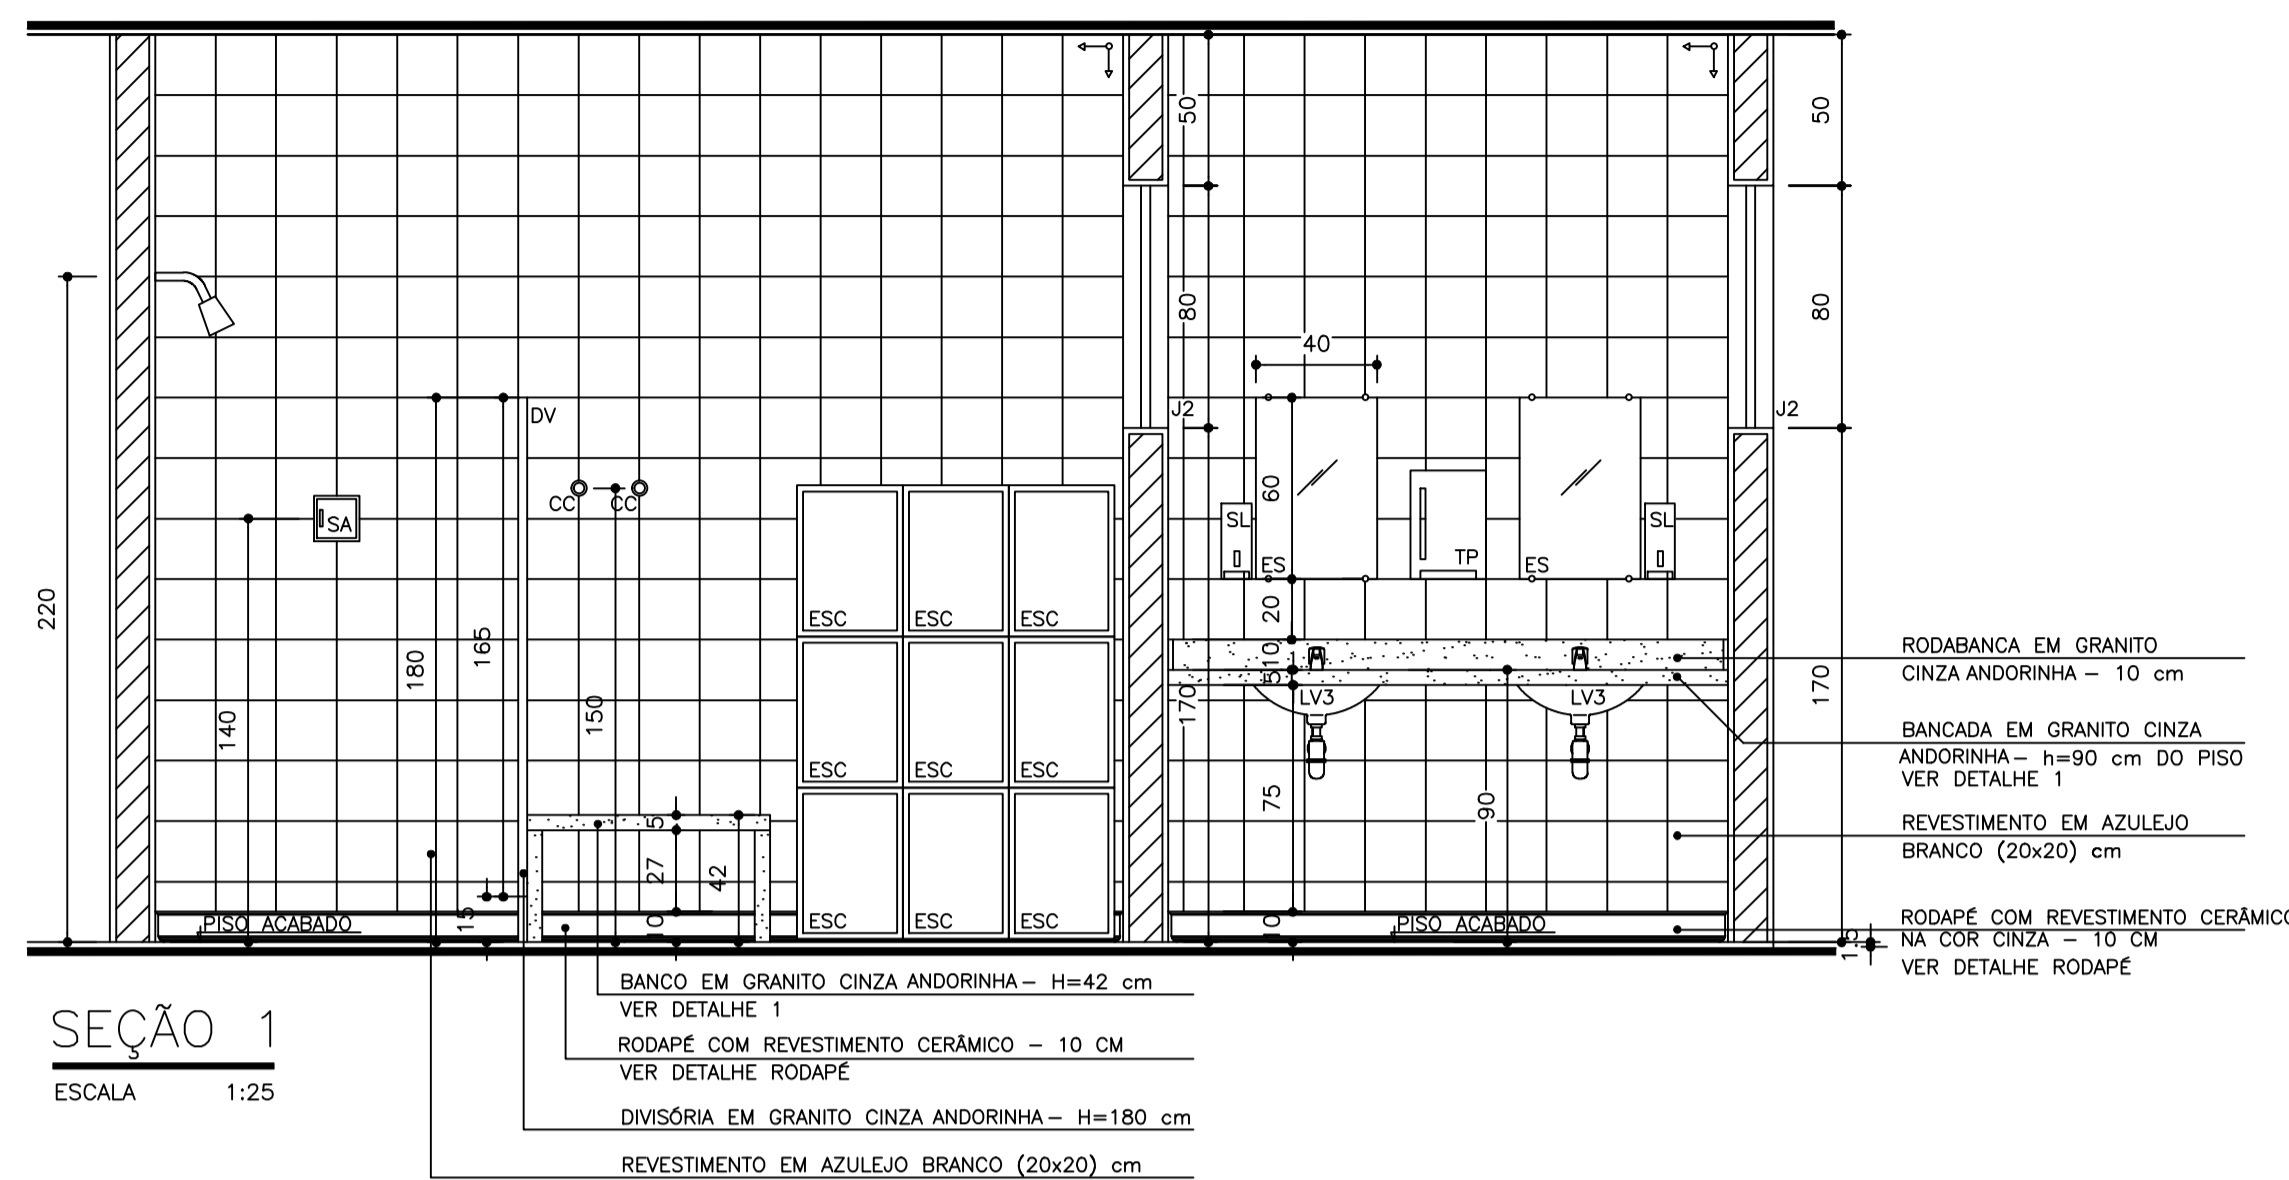 50
50
80
80
40
J2
J2
DV
CC
CC
SA
60
SL
ES
TP
ES
SL
220
140
180
165
150
ESC
ESC
ESC
20
10
5
170
LV3
LV3
170
75
90
ESC
ESC
ESC
5
27
42
15
10
ESC
ESC
ESC
10
PISO ACABADO
PISO ACABADO
1.5
RODABANCA EM GRANITO
CINZA ANDORINHA – 10 cm
BANCADA EM GRANITO CINZA
ANDORINHA – h=90 cm DO PISO
VER DETALHE 1
REVESTIMENTO EM AZULEJO
BRANCO (20x20) cm
RODAPÉ COM REVESTIMENTO CERÂMICO
NA COR CINZA – 10 CM
VER DETALHE RODAPÉ
BANCO EM GRANITO CINZA ANDORINHA – H=42 cm
VER DETALHE 1
RODAPÉ COM REVESTIMENTO CERÂMICO – 10 CM
VER DETALHE RODAPÉ
DIVISÓRIA EM GRANITO CINZA ANDORINHA – H=180 cm
REVESTIMENTO EM AZULEJO BRANCO (20x20) cm
SEÇÃO 1
ESCALA 1:25